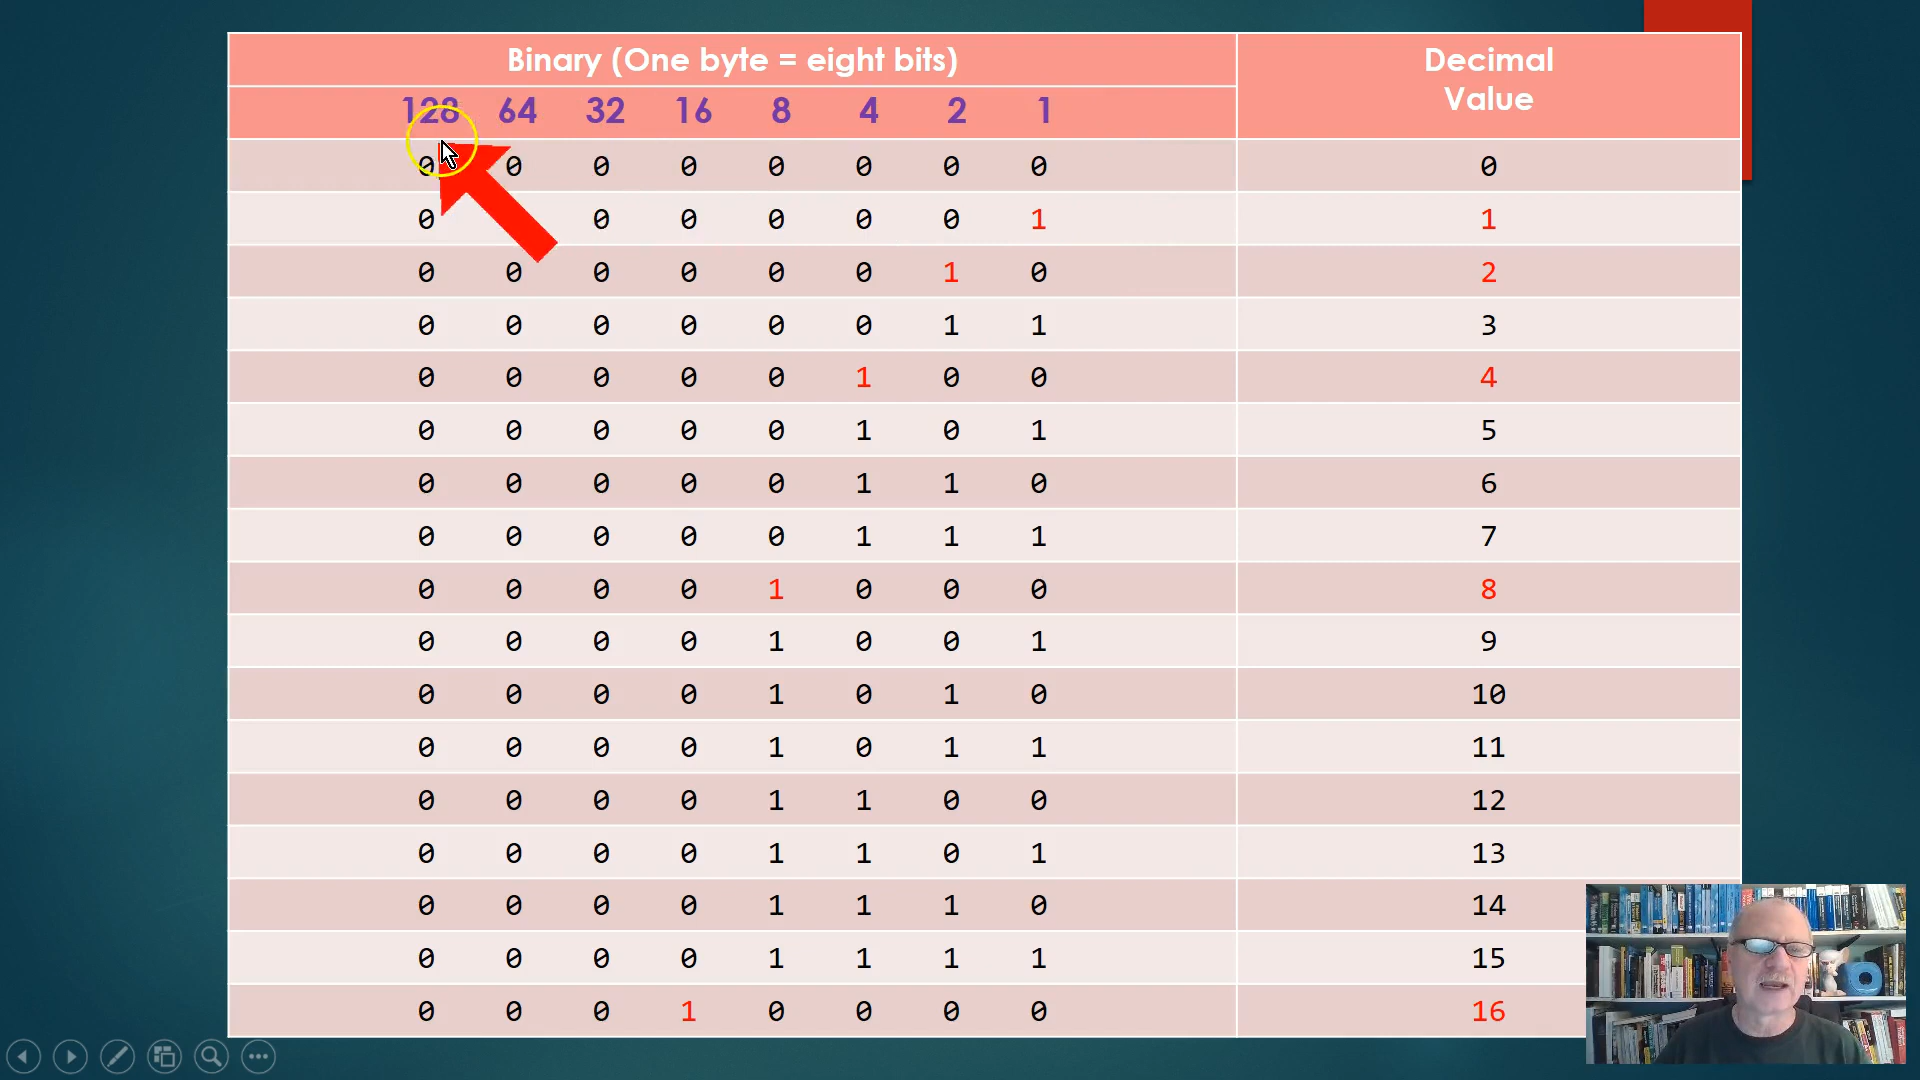 Binary (One byte = eight bits) Decimal Value
128 64 32 16 8 4 2 1
0 0 0 0 0 0 0 0 0
0 0 0 0 0 0 1 1
0 0 0 0 0 0 1 0 2
0 0 0 0 0 0 1 1 3
0 0 0 0 0 1 0 0 4
0 0 0 0 0 1 0 1 5
0 0 0 0 0 1 1 0 6
0 0 0 0 0 1 1 1 7
0 0 0 0 1 0 0 0 8
0 0 0 0 1 0 0 1 9
0 0 0 0 1 0 1 0 10
0 0 0 0 1 0 1 1 11
0 0 0 0 1 1 0 0 12
0 0 0 0 1 1 0 1 13
0 0 0 0 1 1 1 0 14
0 0 0 0 1 1 1 1 15
0 0 0 1 0 0 0 0 16